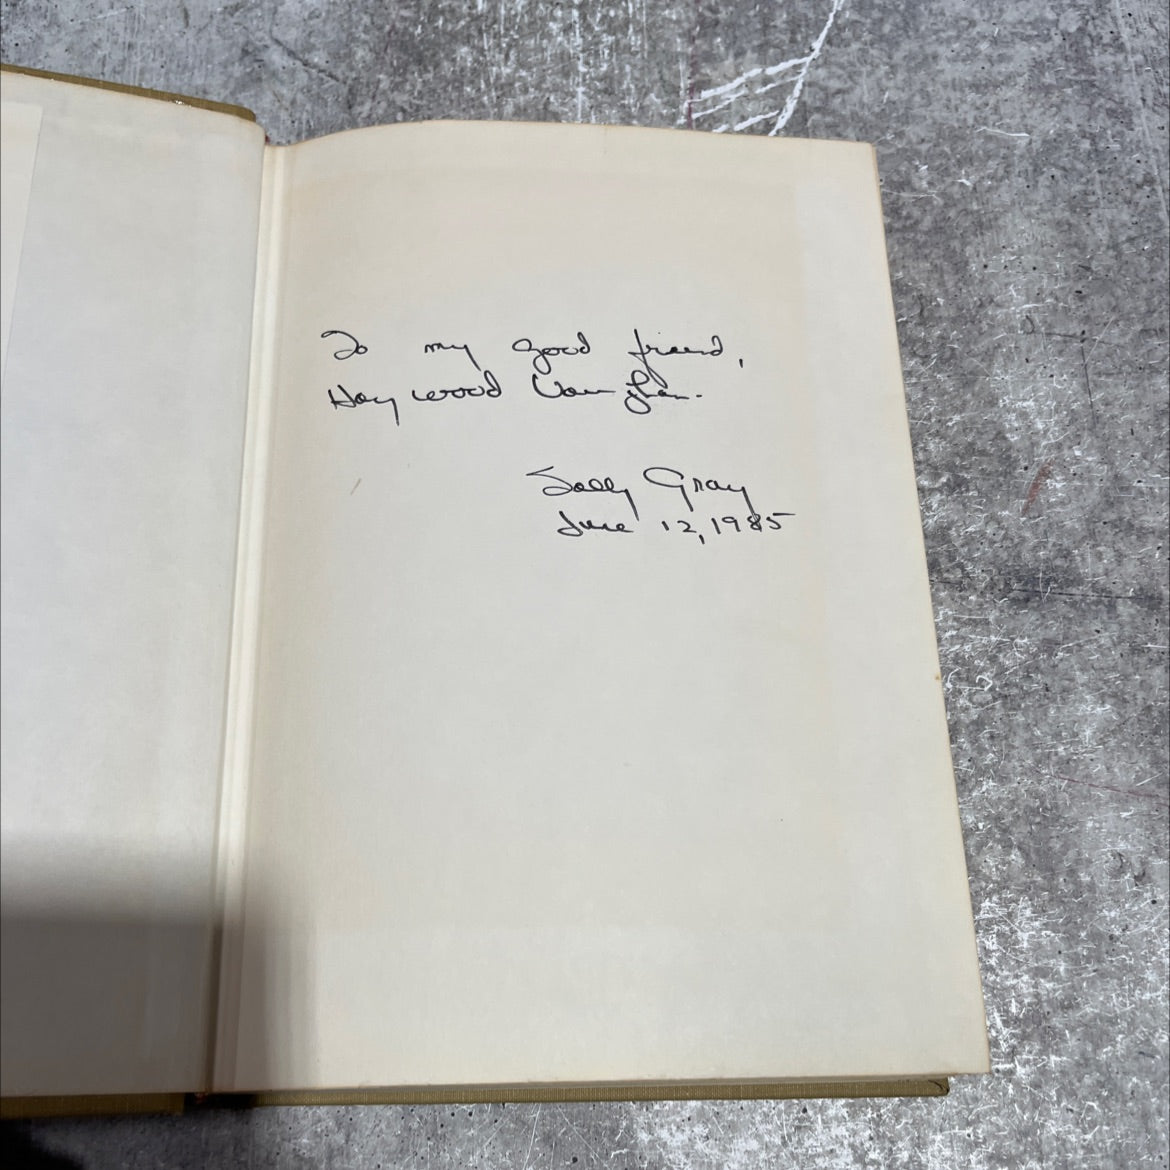 To my good friend,
Haywood Vaughan.
Sally Gray
June 12, 1985